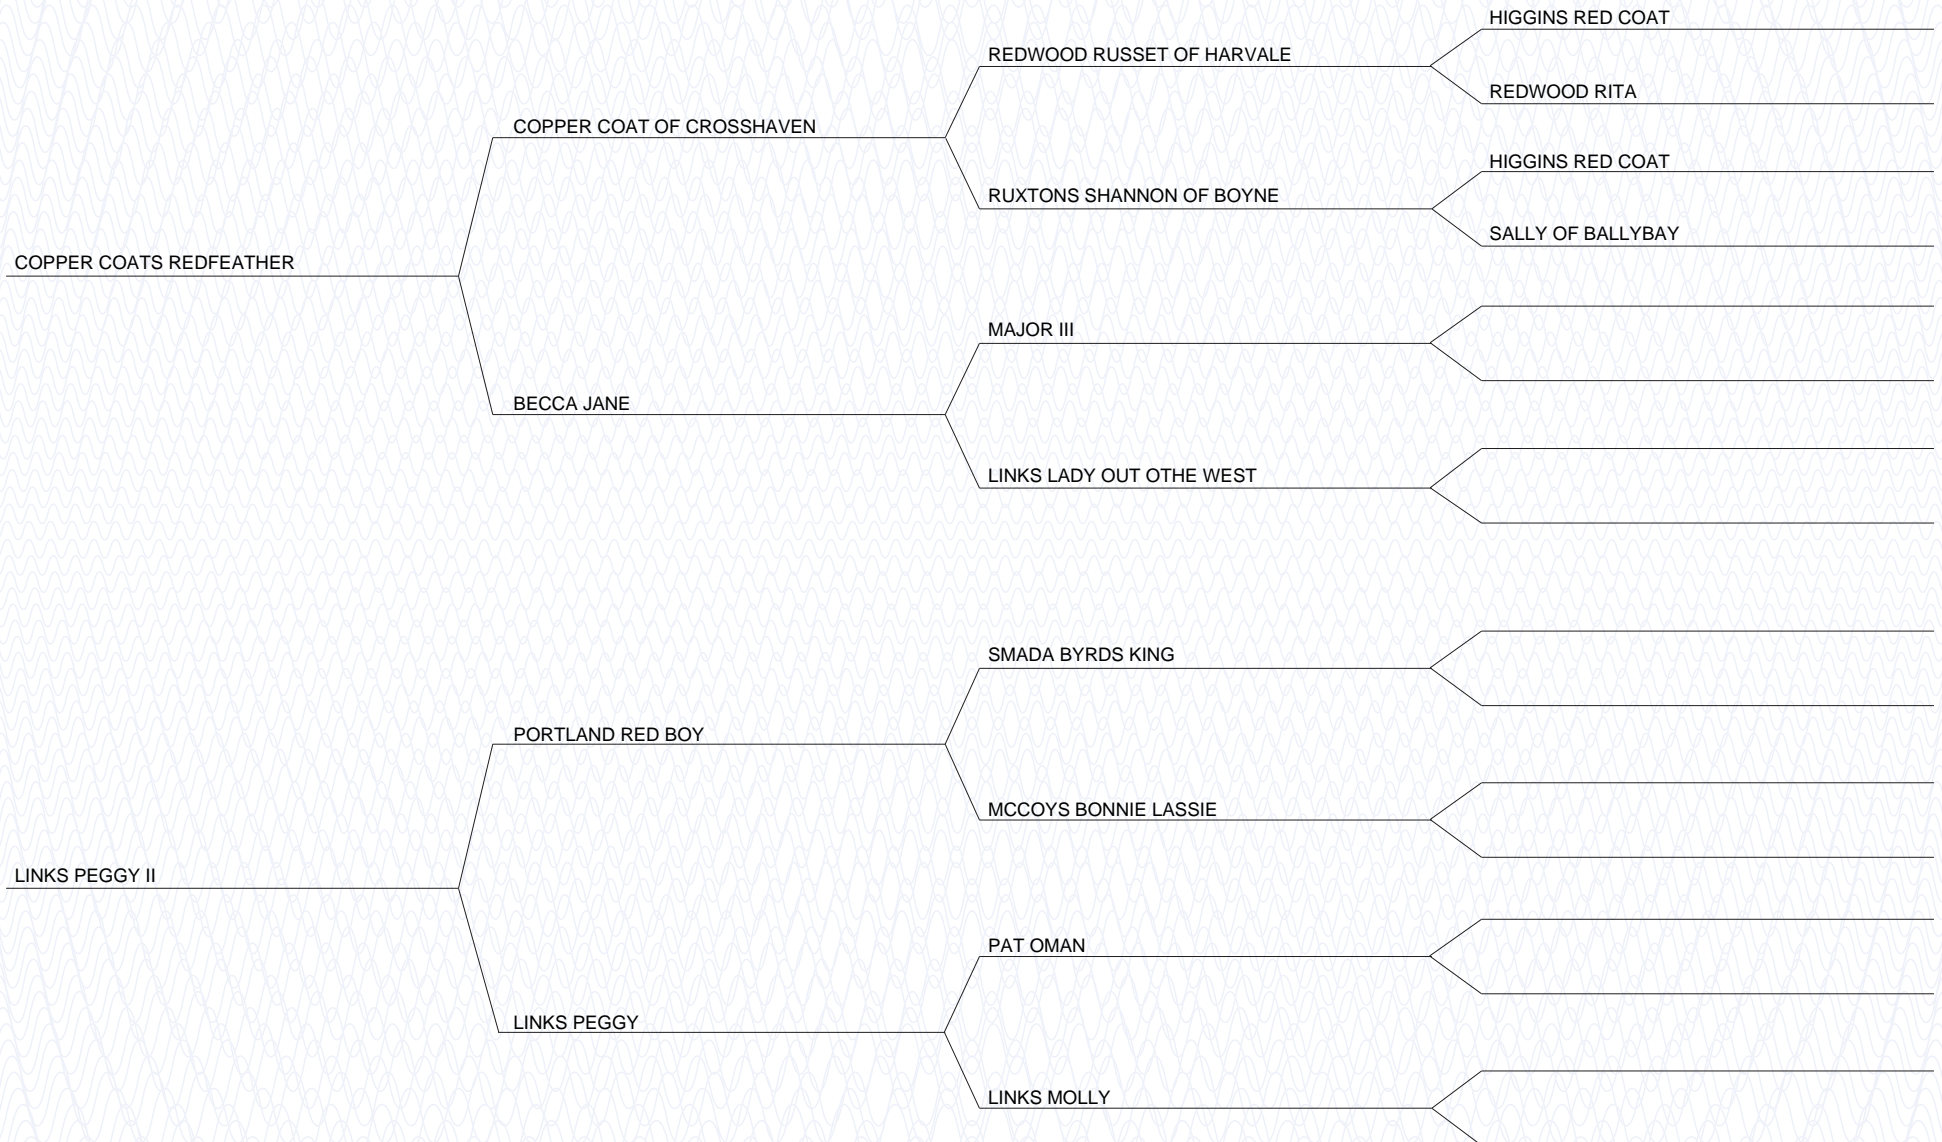 HIGGINS RED COAT
REDWOOD RUSSET OF HARVALE
REDWOOD RITA
COPPER COAT OF CROSSHAVEN
HIGGINS RED COAT
RUXTONS SHANNON OF BOYNE
SALLY OF BALLYBAY
COPPER COATS REDFEATHER
MAJOR III
BECCA JANE
LINKS LADY OUT OTHE WEST
SMADA BYRDS KING
PORTLAND RED BOY
MCCOYS BONNIE LASSIE
LINKS PEGGY II
PAT OMAN
LINKS PEGGY
LINKS MOLLY